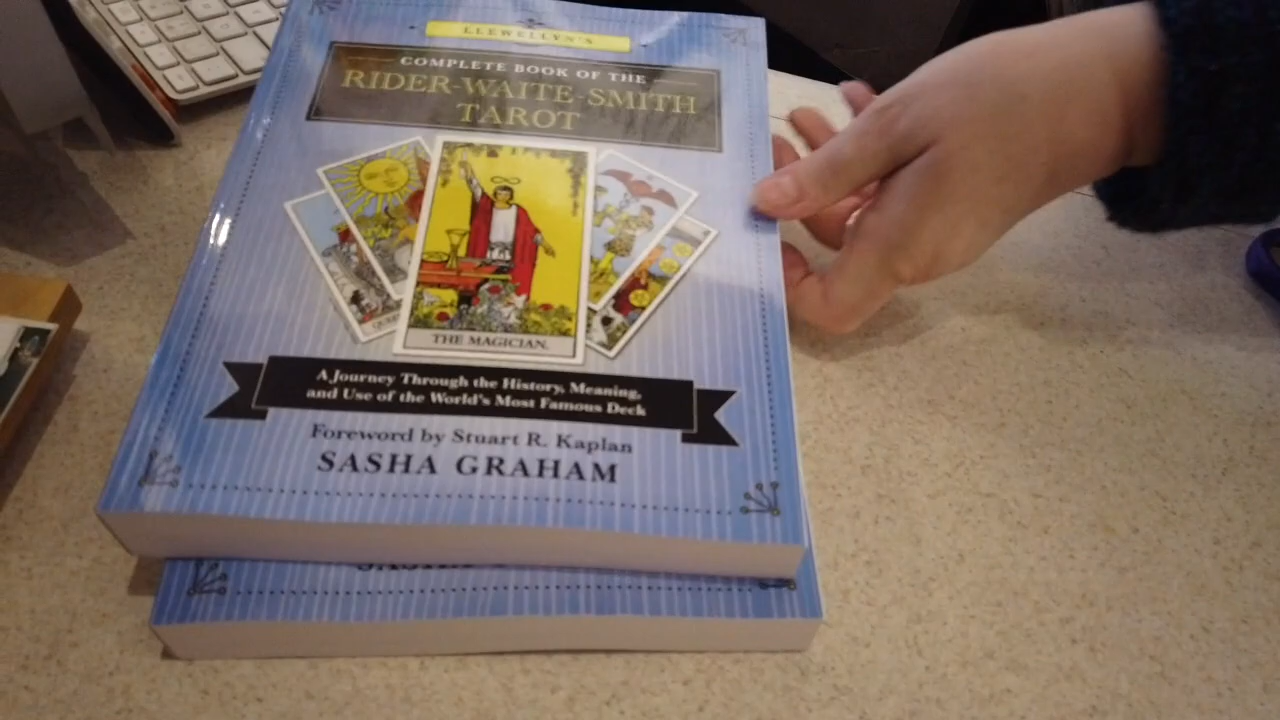 LLEWELLYN'S
COMPLETE BOOK OF THE
RIDER-WAITE-SMITH
TAROT
THE MAGICIAN.
A Journey Through the History, Meaning,
and Use of the World's Most Famous Deck
Foreword by Stuart R. Kaplan
SASHA GRAHAM